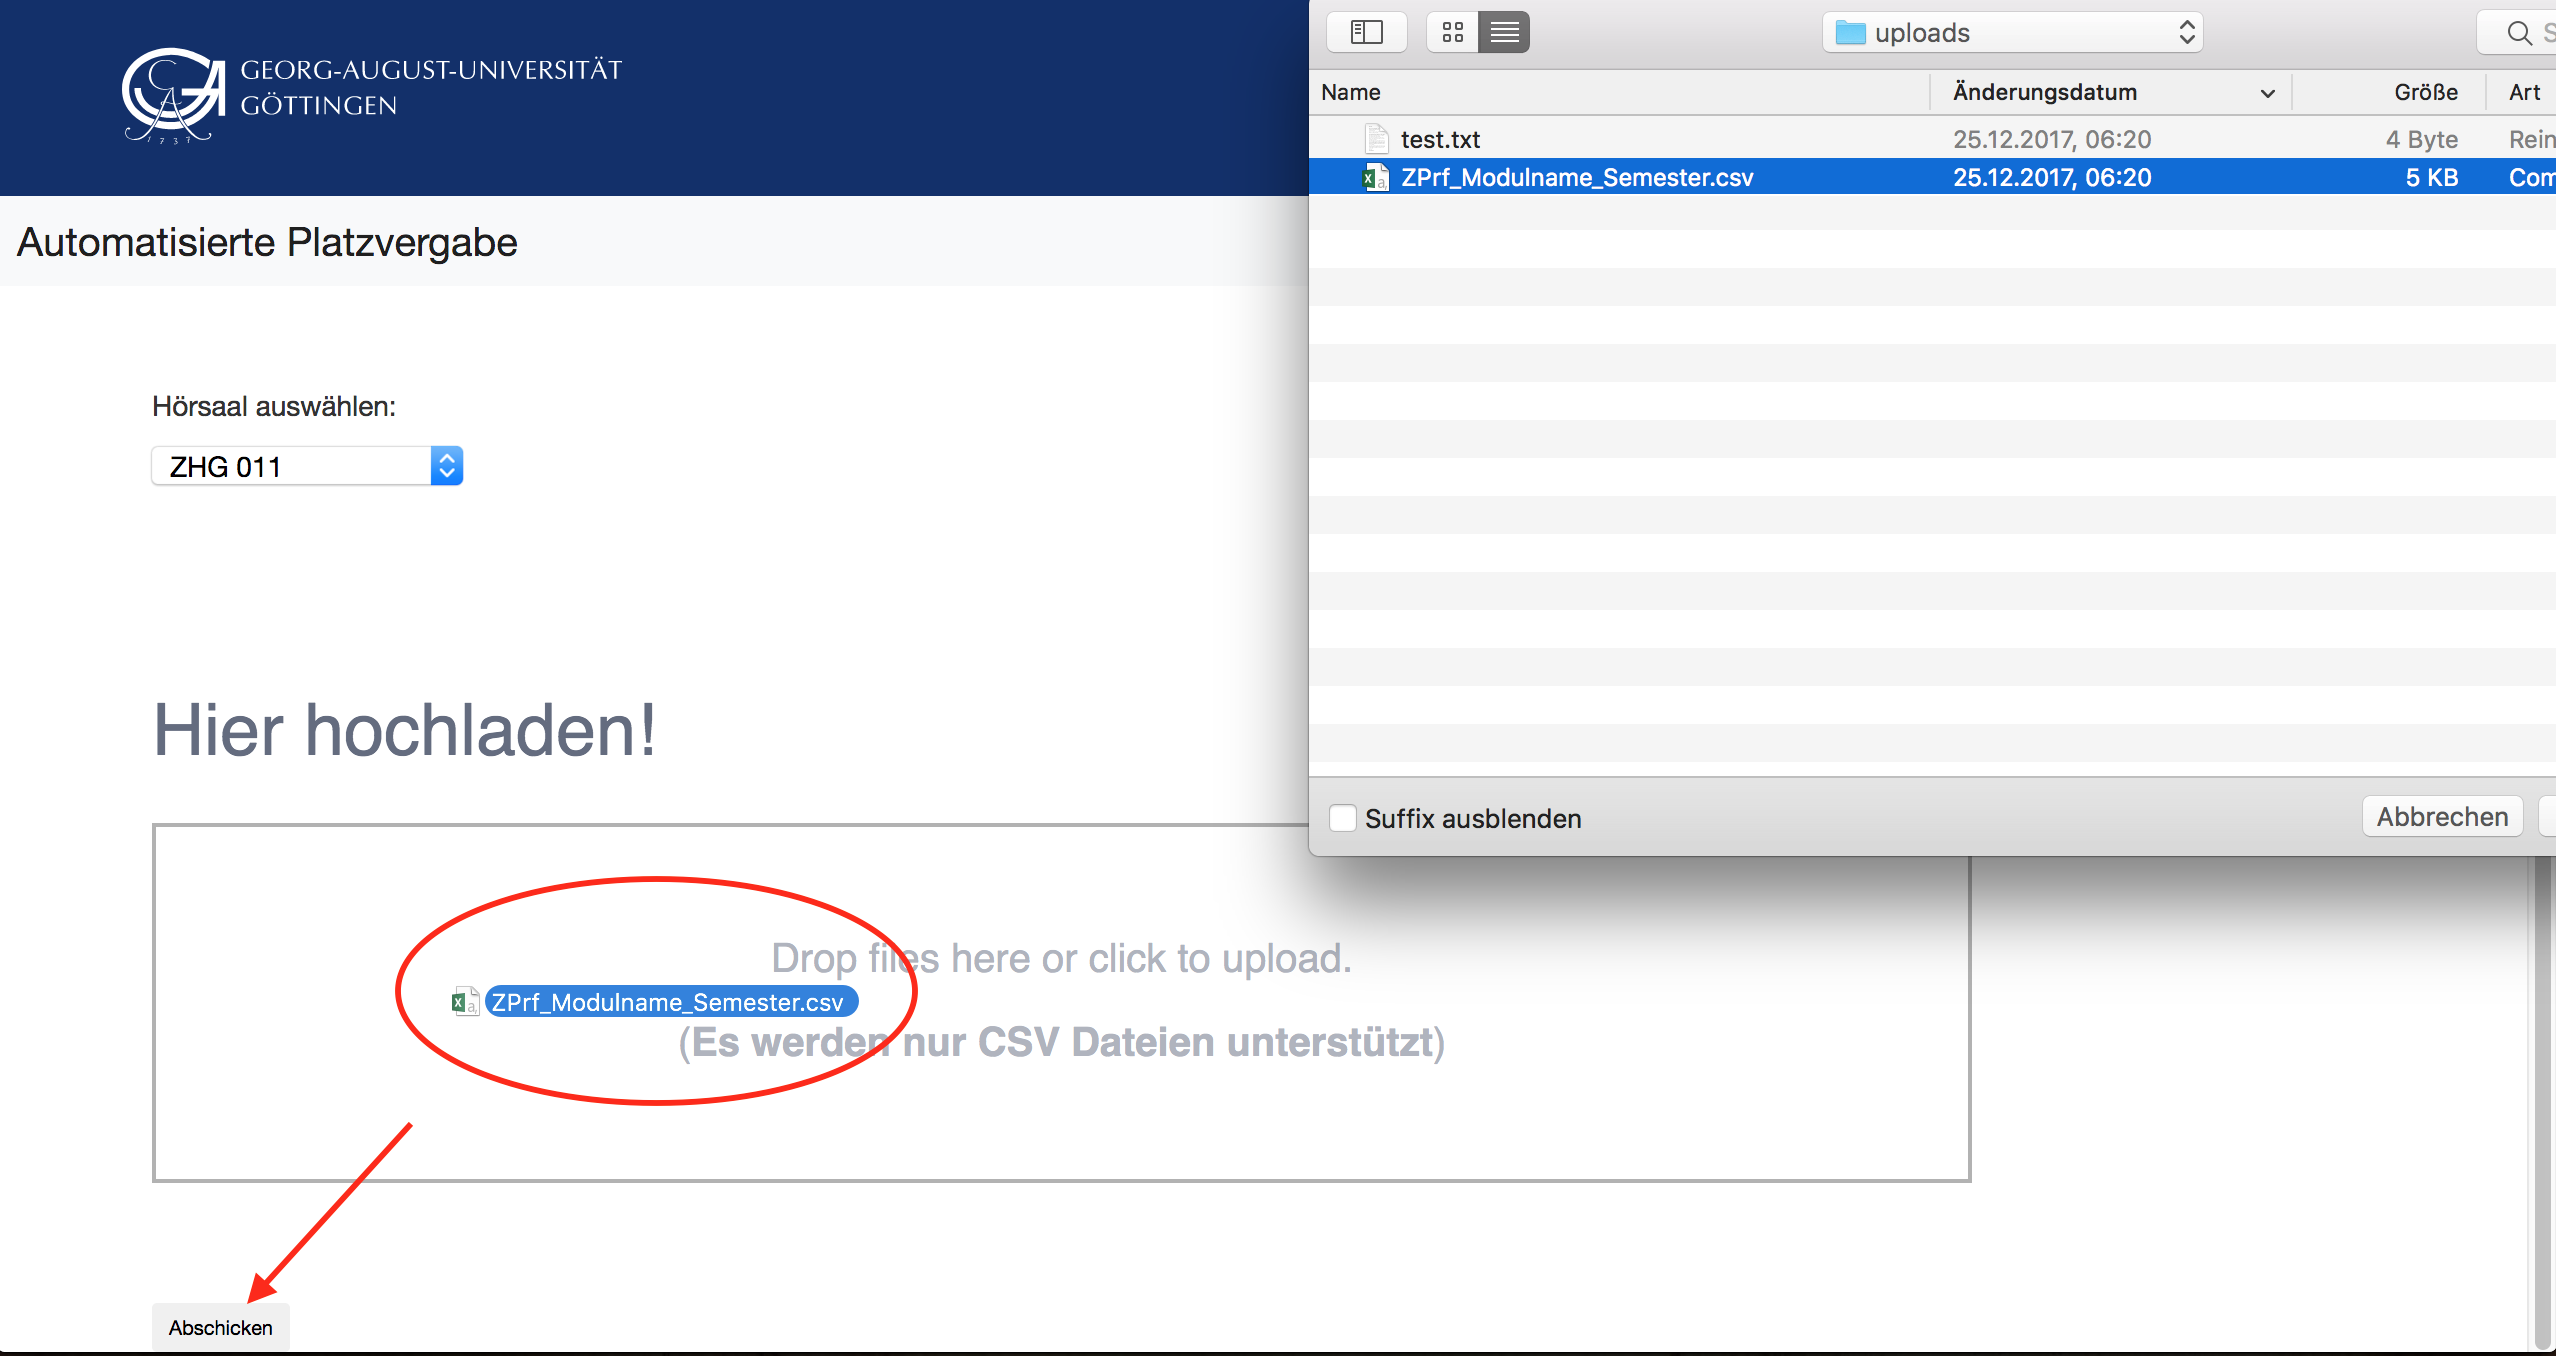 GEORG-AUGUST-UNIVERSITÄT
GÖTTINGEN
1737
Automatisierte Platzvergabe
Hörsaal auswählen:
ZHG 011
Hier hochladen!
Drop files here or click to upload.
ZPrf_Modulname_Semester.csv
(Es werden nur CSV Dateien unterstützt)
Abschicken
uploads
Name Änderungsdatum Größe Art
test.txt 25.12.2017, 06:20 4 Byte Rein
ZPrf_Modulname_Semester.csv 25.12.2017, 06:20 5 KB Com
Suffix ausblenden Abbrechen